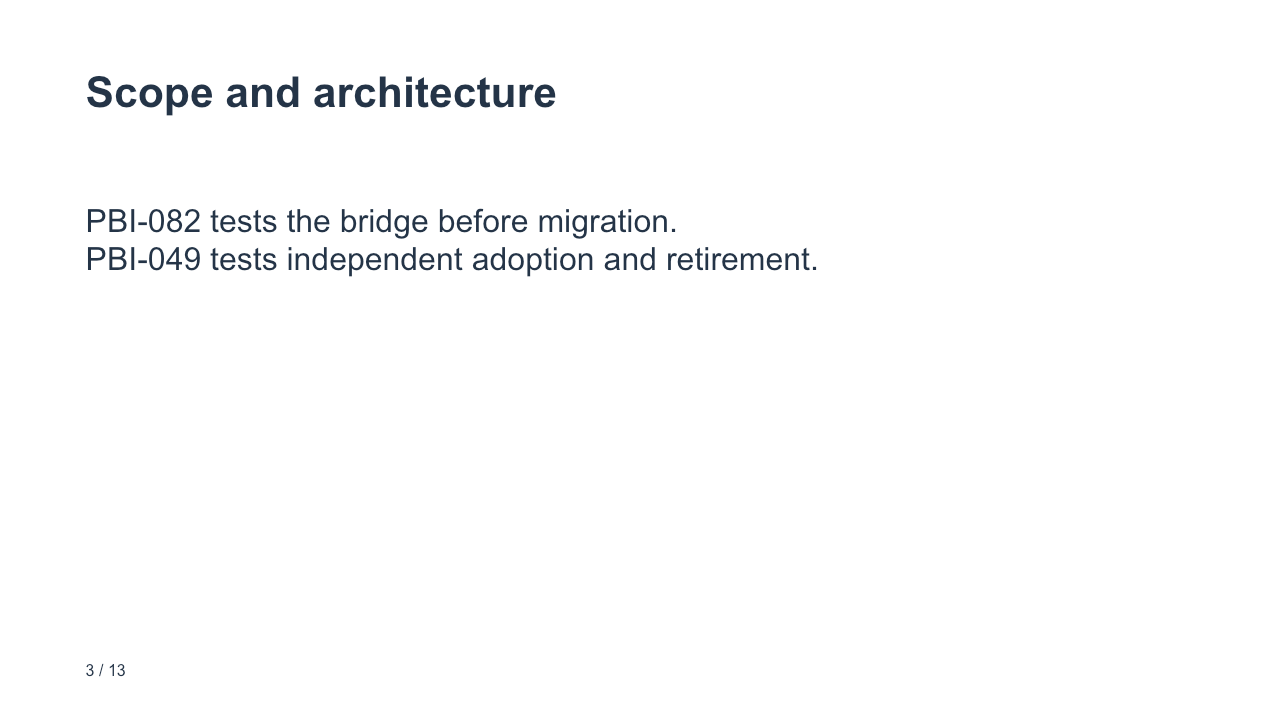 Scope and architecture
PBI-082 tests the bridge before migration.
PBI-049 tests independent adoption and retirement.
3 / 13